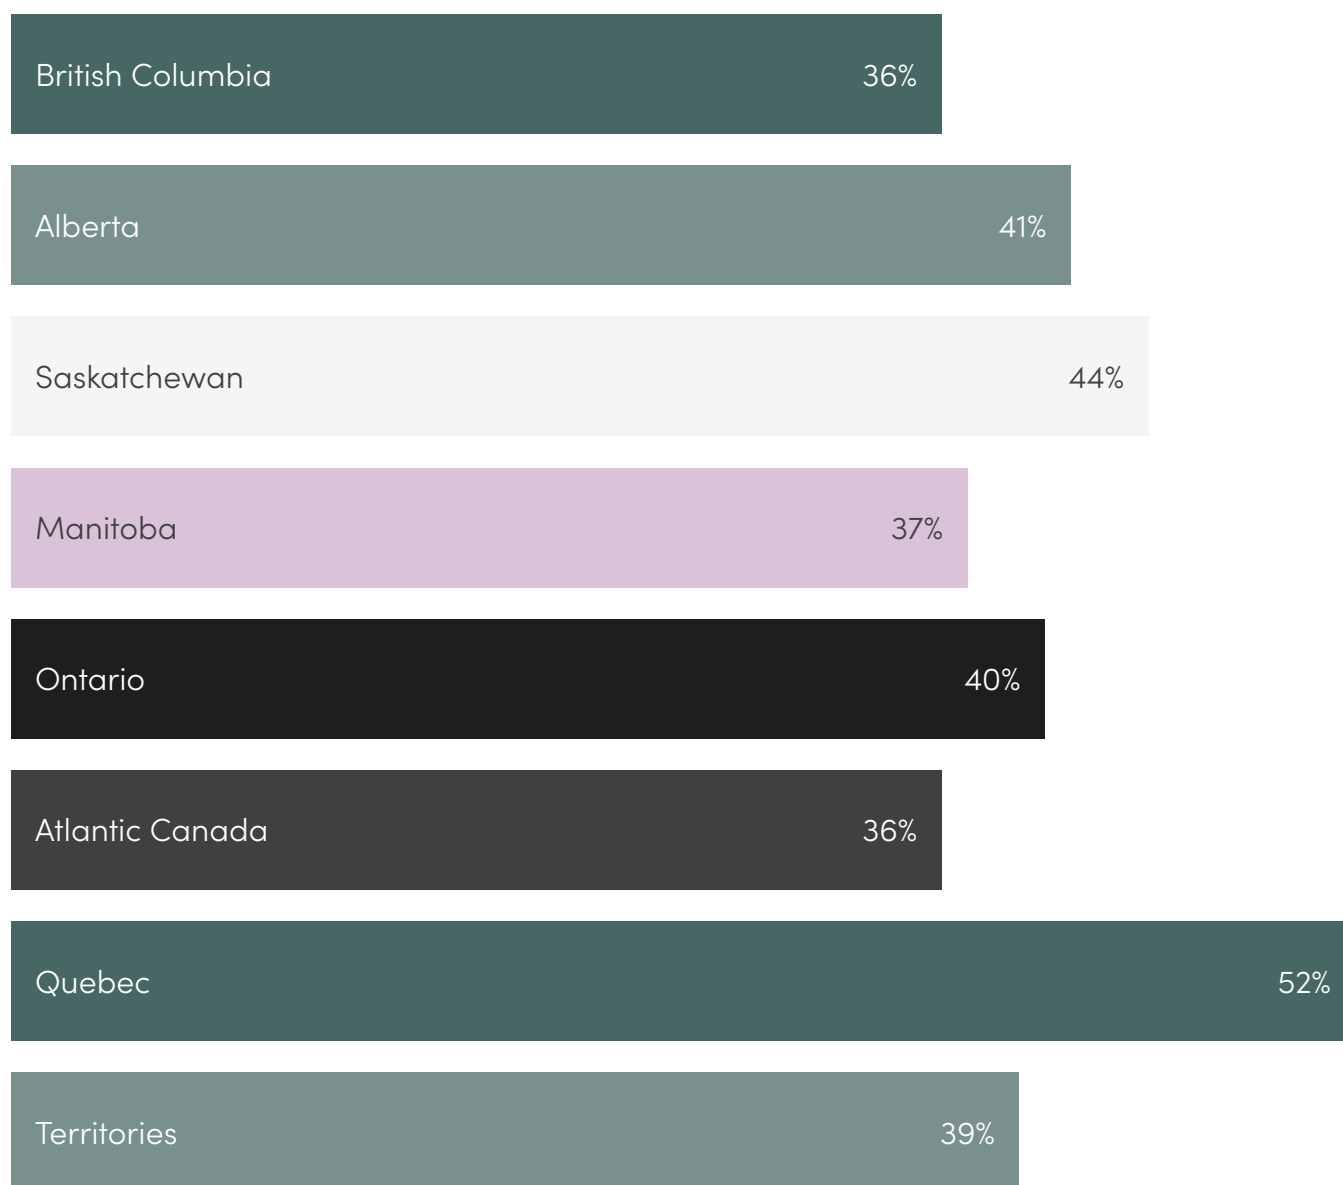 British Columbia 36%
Alberta 41%
Saskatchewan 44%
Manitoba 37%
Ontario 40%
Atlantic Canada 36%
Quebec 52%
Territories 39%